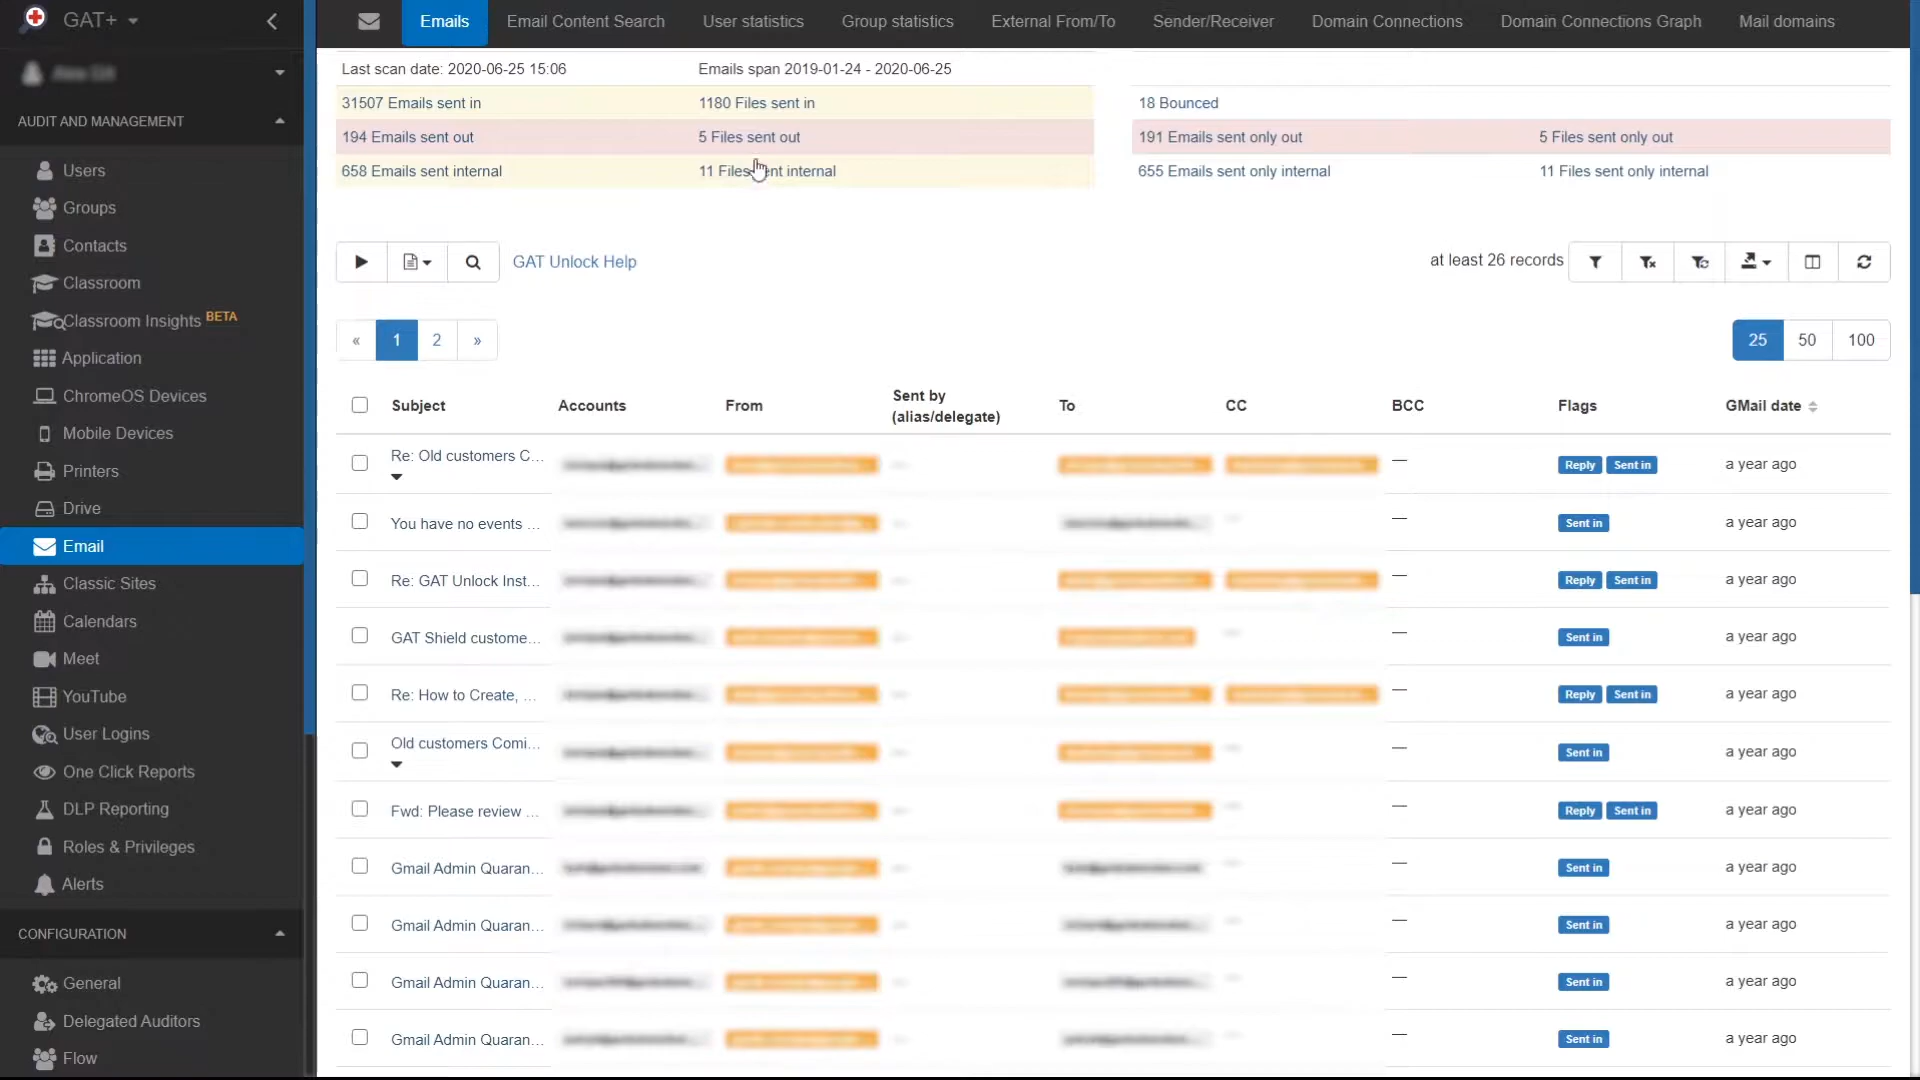 GAT+
Emails
Email Content Search
User statistics
Group statistics
External From/To
Sender/Receiver
Domain Connections
Domain Connections Graph
Mail domains
AUDIT AND MANAGEMENT
Users
Groups
Contacts
Classroom
Classroom Insights BETA
Application
ChromeOS Devices
Mobile Devices
Printers
Drive
Email
Classic Sites
Calendars
Meet
YouTube
User Logins
One Click Reports
DLP Reporting
Roles & Privileges
Alerts
CONFIGURATION
General
Delegated Auditors
Flow
Last scan date: 2020-06-25 15:06 Emails span 2019-01-24 - 2020-06-25
31507 Emails sent in 1180 Files sent in 18 Bounced
194 Emails sent out 5 Files sent out 191 Emails sent only out 5 Files sent only out
658 Emails sent internal 11 Files sent internal 655 Emails sent only internal 11 Files sent only internal
GAT Unlock Help at least 26 records
« 1 2 » 25 50 100
Subject Accounts From Sent by (alias/delegate) To CC BCC Flags GMail date
Re: Old customers C... — Reply Sent in a year ago
You have no events ... — Sent in a year ago
Re: GAT Unlock Inst... — Reply Sent in a year ago
GAT Shield custome... — Sent in a year ago
Re: How to Create, ... — Reply Sent in a year ago
Old customers Comi... — Sent in a year ago
Fwd: Please review ... — Reply Sent in a year ago
Gmail Admin Quaran... — Sent in a year ago
Gmail Admin Quaran... — Sent in a year ago
Gmail Admin Quaran... — Sent in a year ago
Gmail Admin Quaran... — Sent in a year ago